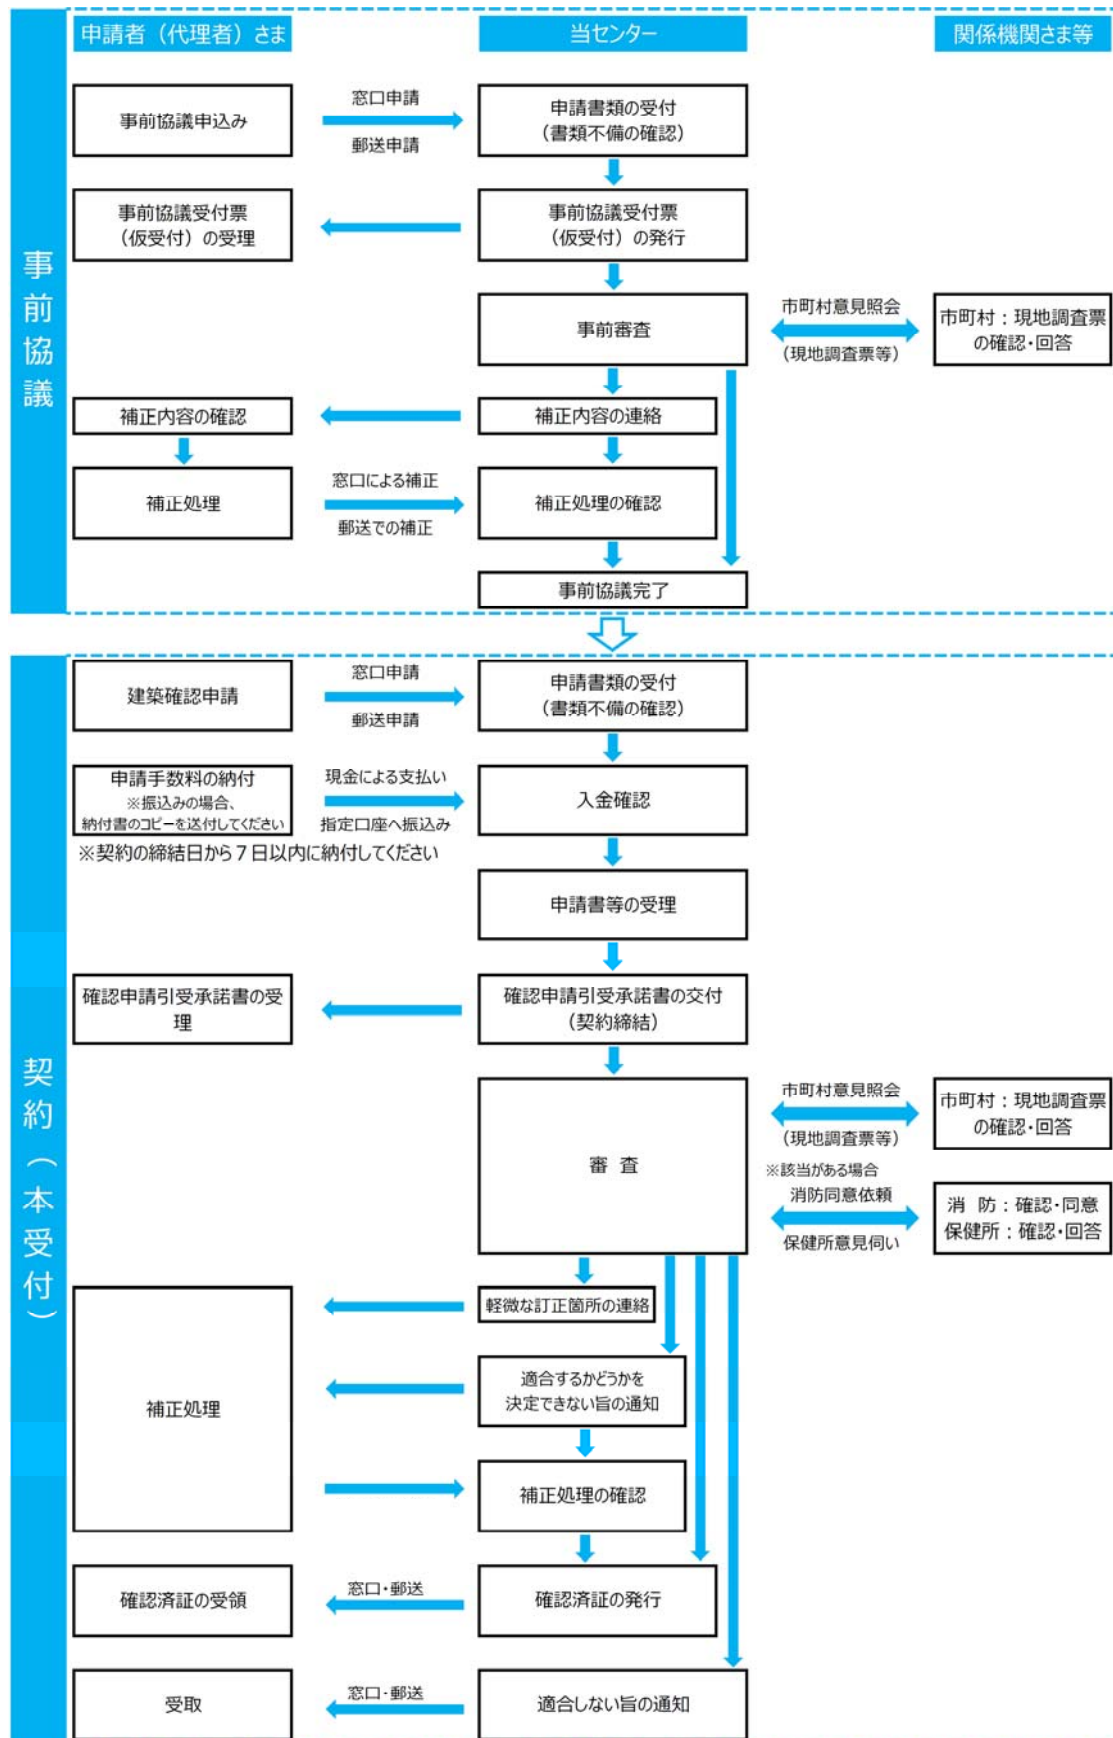 申請者（代理者）さま
当センター
関係機関さま等
事前協議
事前協議申込み
窓口申請
郵送申請
申請書類の受付
（書類不備の確認）
事前協議受付票
（仮受付）の受理
事前協議受付票
（仮受付）の発行
事前審査
市町村意見照会
（現地調査票等）
市町村：現地調査票
の確認・回答
補正内容の確認
補正内容の連絡
補正処理
窓口による補正
郵送での補正
補正処理の確認
事前協議完了
契約（本受付）
建築確認申請
窓口申請
郵送申請
申請書類の受付
（書類不備の確認）
申請手数料の納付
※振込みの場合、
納付書のコピーを送付してください
現金による支払い
指定口座へ振込み
入金確認
※契約の締結日から７日以内に納付してください
申請書等の受理
確認申請引受承諾書の受
理
確認申請引受承諾書の交付
（契約締結）
審 査
市町村意見照会
（現地調査票等）
市町村：現地調査票
の確認・回答
※該当がある場合
消防同意依頼
保健所意見伺い
消 防：確認・同意
保健所：確認・回答
軽微な訂正箇所の連絡
適合するかどうかを
決定できない旨の通知
補正処理
補正処理の確認
確認済証の受領
窓口・郵送
確認済証の発行
受取
窓口・郵送
適合しない旨の通知